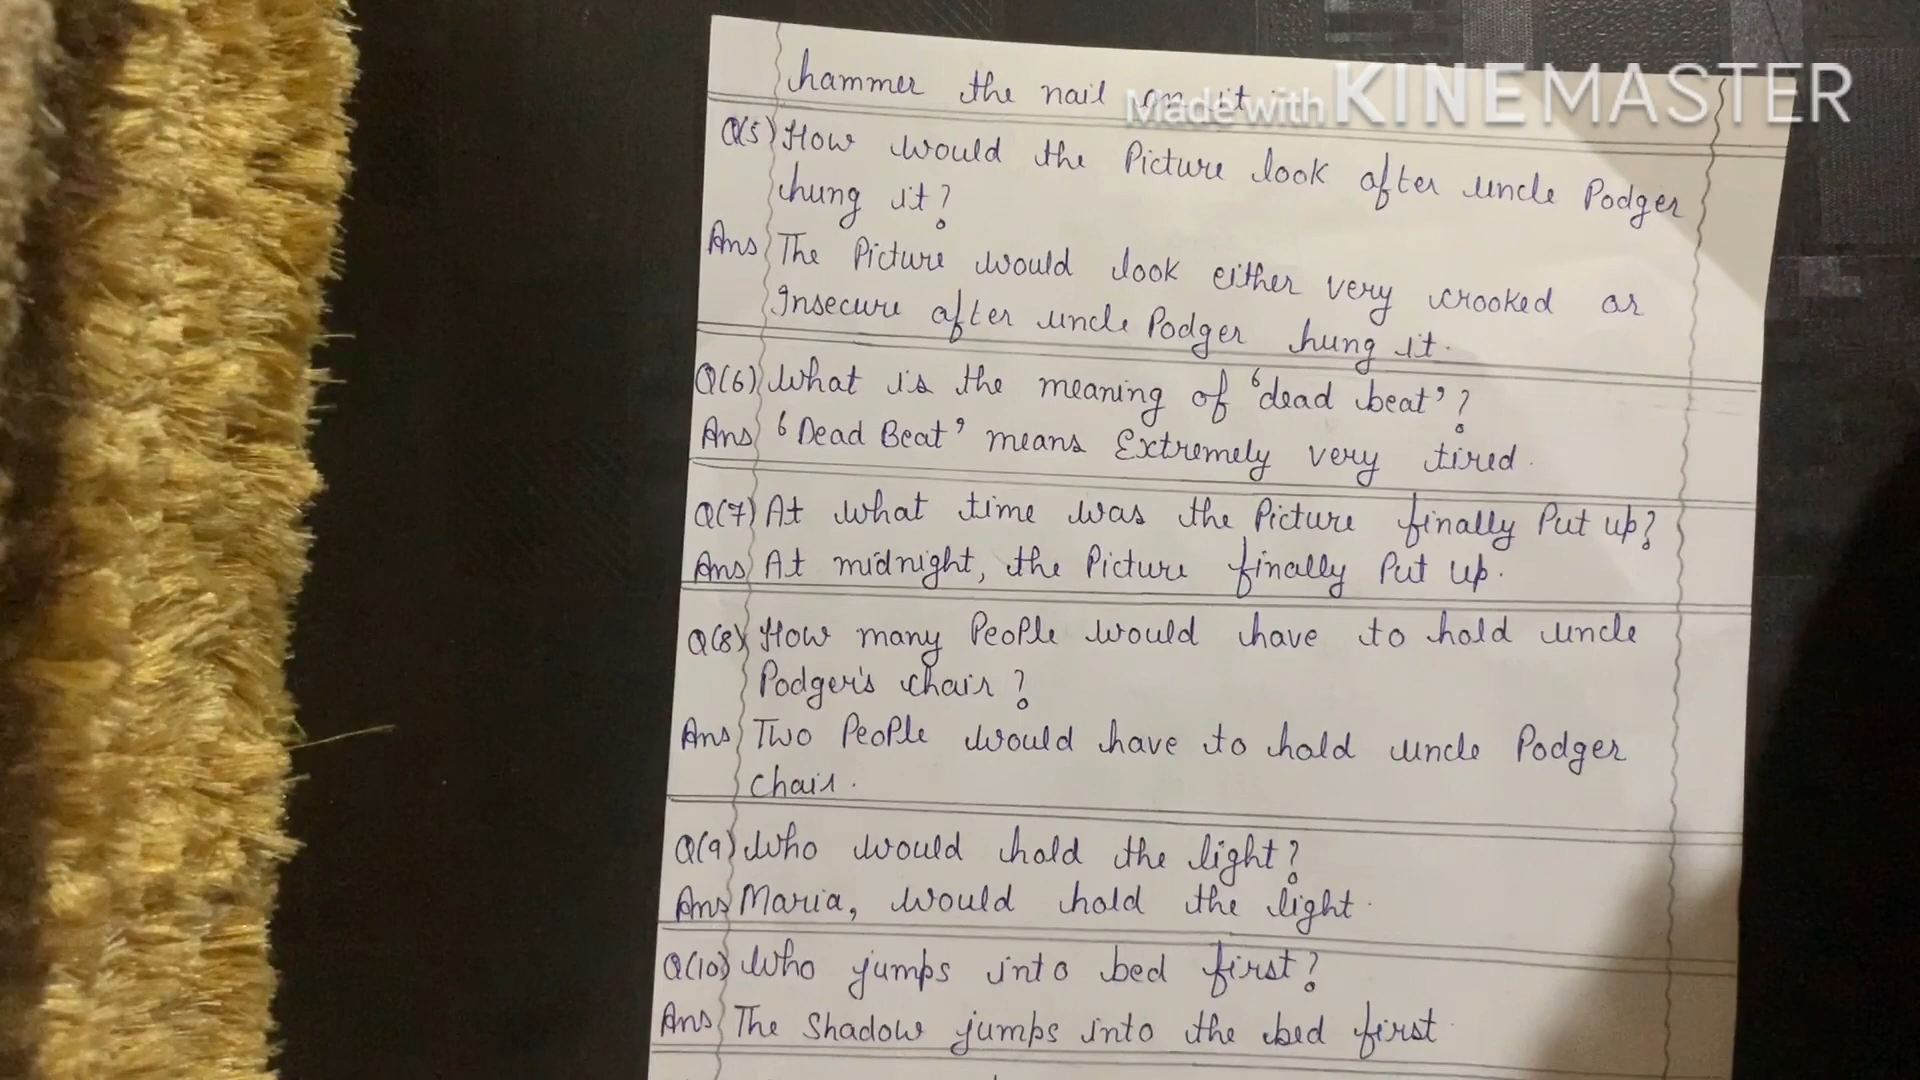 hammer the nail on it.
Made with KINEMASTER
Q(5) How would the Picture look after uncle Podger
hung it?
Ans The Picture would look either very crooked or
Insecure after uncle Podger hung it.
Q(6) What is the meaning of 'dead beat'?
Ans 'Dead Beat' means Extremely very tired.
Q(7) At what time was the Picture finally Put up?
Ans At midnight, the Picture finally Put up.
Q(8) How many People would have to hold uncle
Podger's chair?
Ans Two People would have to hold uncle Podger
chair.
Q(9) Who would hold the light?
Ans Maria, would hold the light.
Q(10) Who jumps into bed first?
Ans The Shadow jumps into the bed first